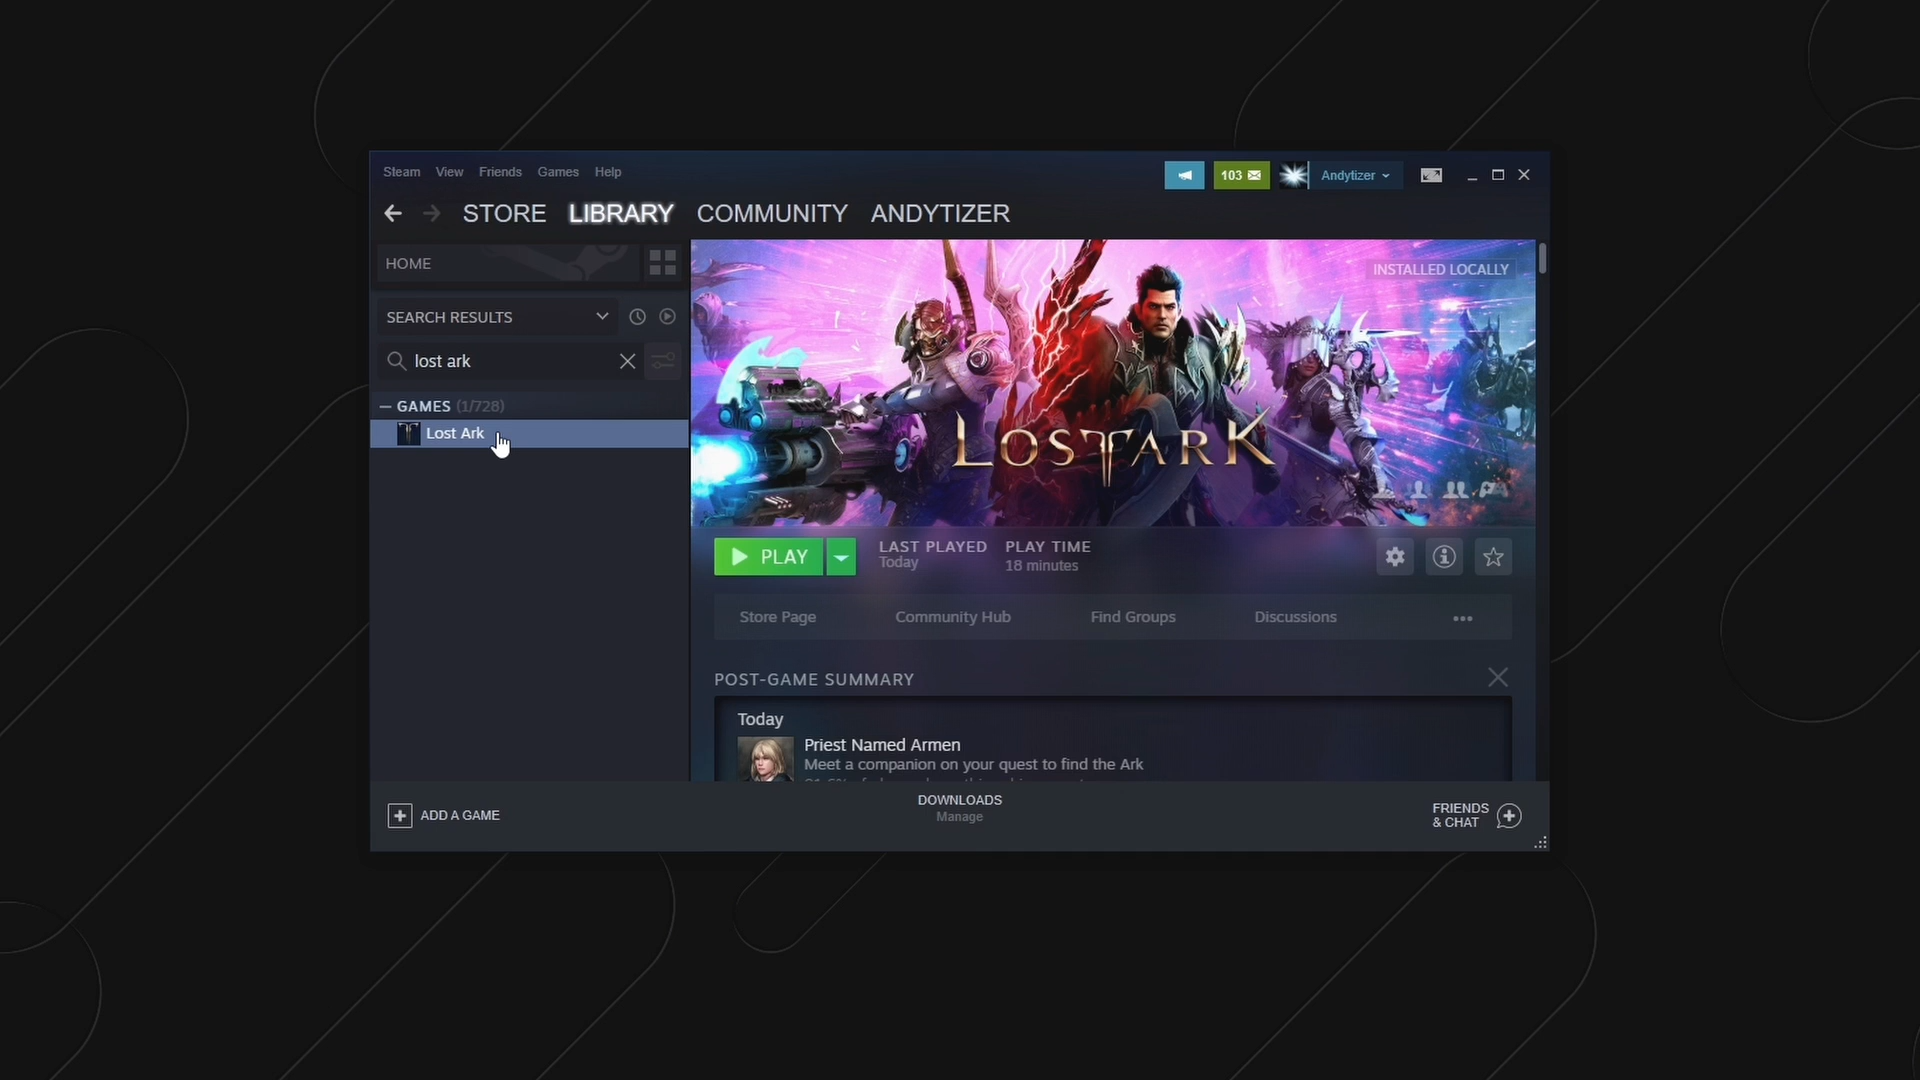 Steam View Friends Games Help
103
Andytizer
STORE LIBRARY COMMUNITY ANDYTIZER
HOME
INSTALLED LOCALLY
SEARCH RESULTS
lost ark
GAMES (1/728)
Lost Ark
LOST ARK
PLAY
LAST PLAYED
Today
PLAY TIME
18 minutes
Store Page
Community Hub
Find Groups
Discussions
POST-GAME SUMMARY
Today
Priest Named Armen
Meet a companion on your quest to find the Ark
ADD A GAME
DOWNLOADS
Manage
FRIENDS
& CHAT